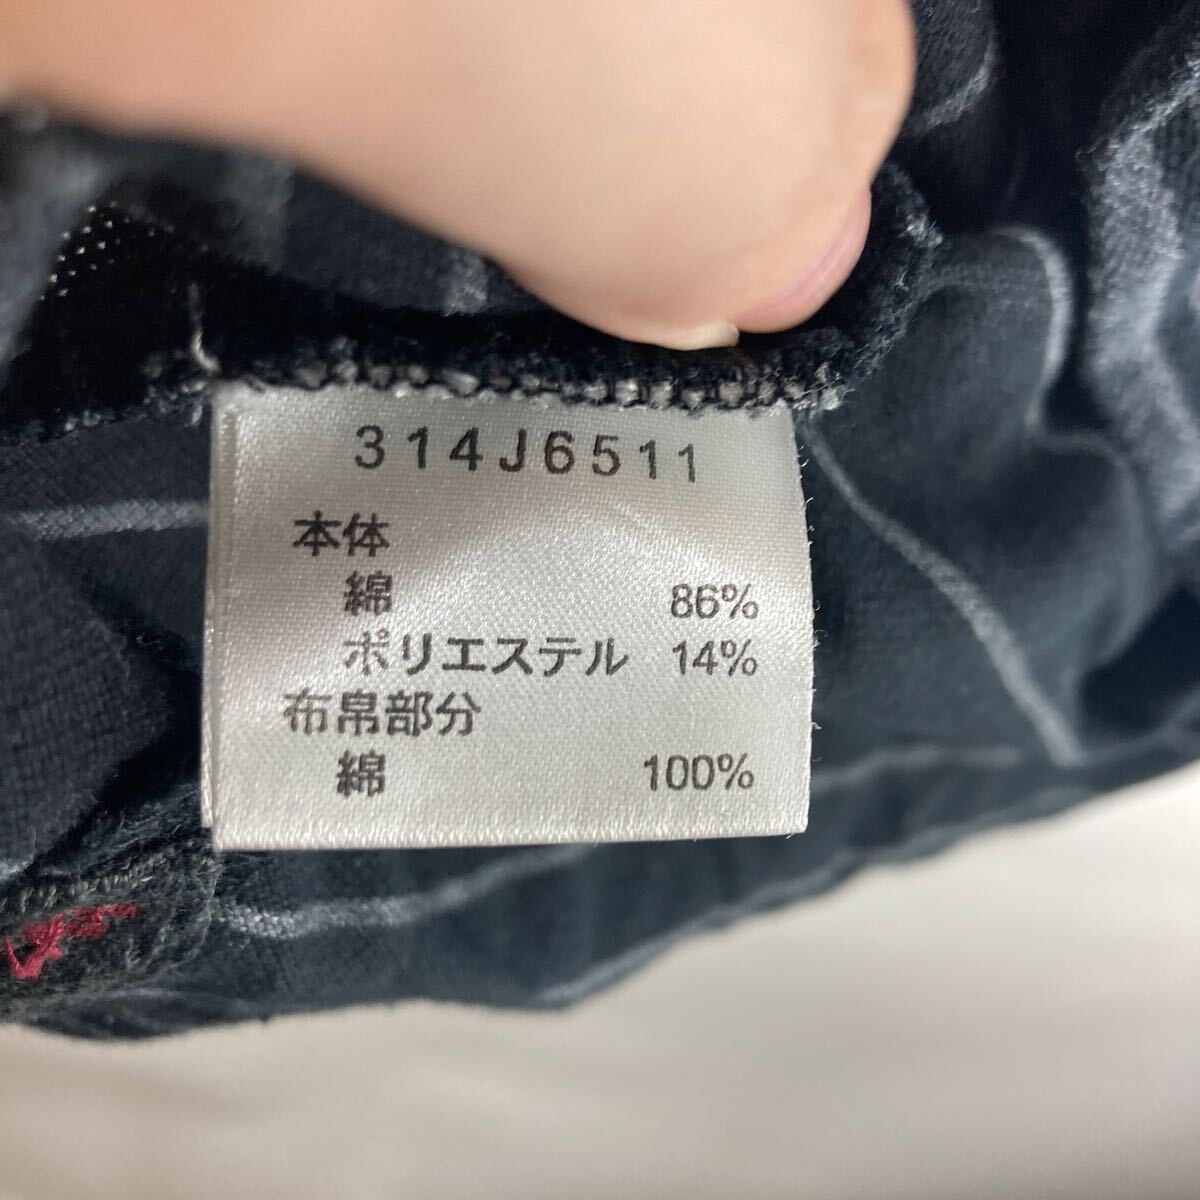 314J6511
本体
綿 86%
ポリエステル 14%
布帛部分
綿 100%